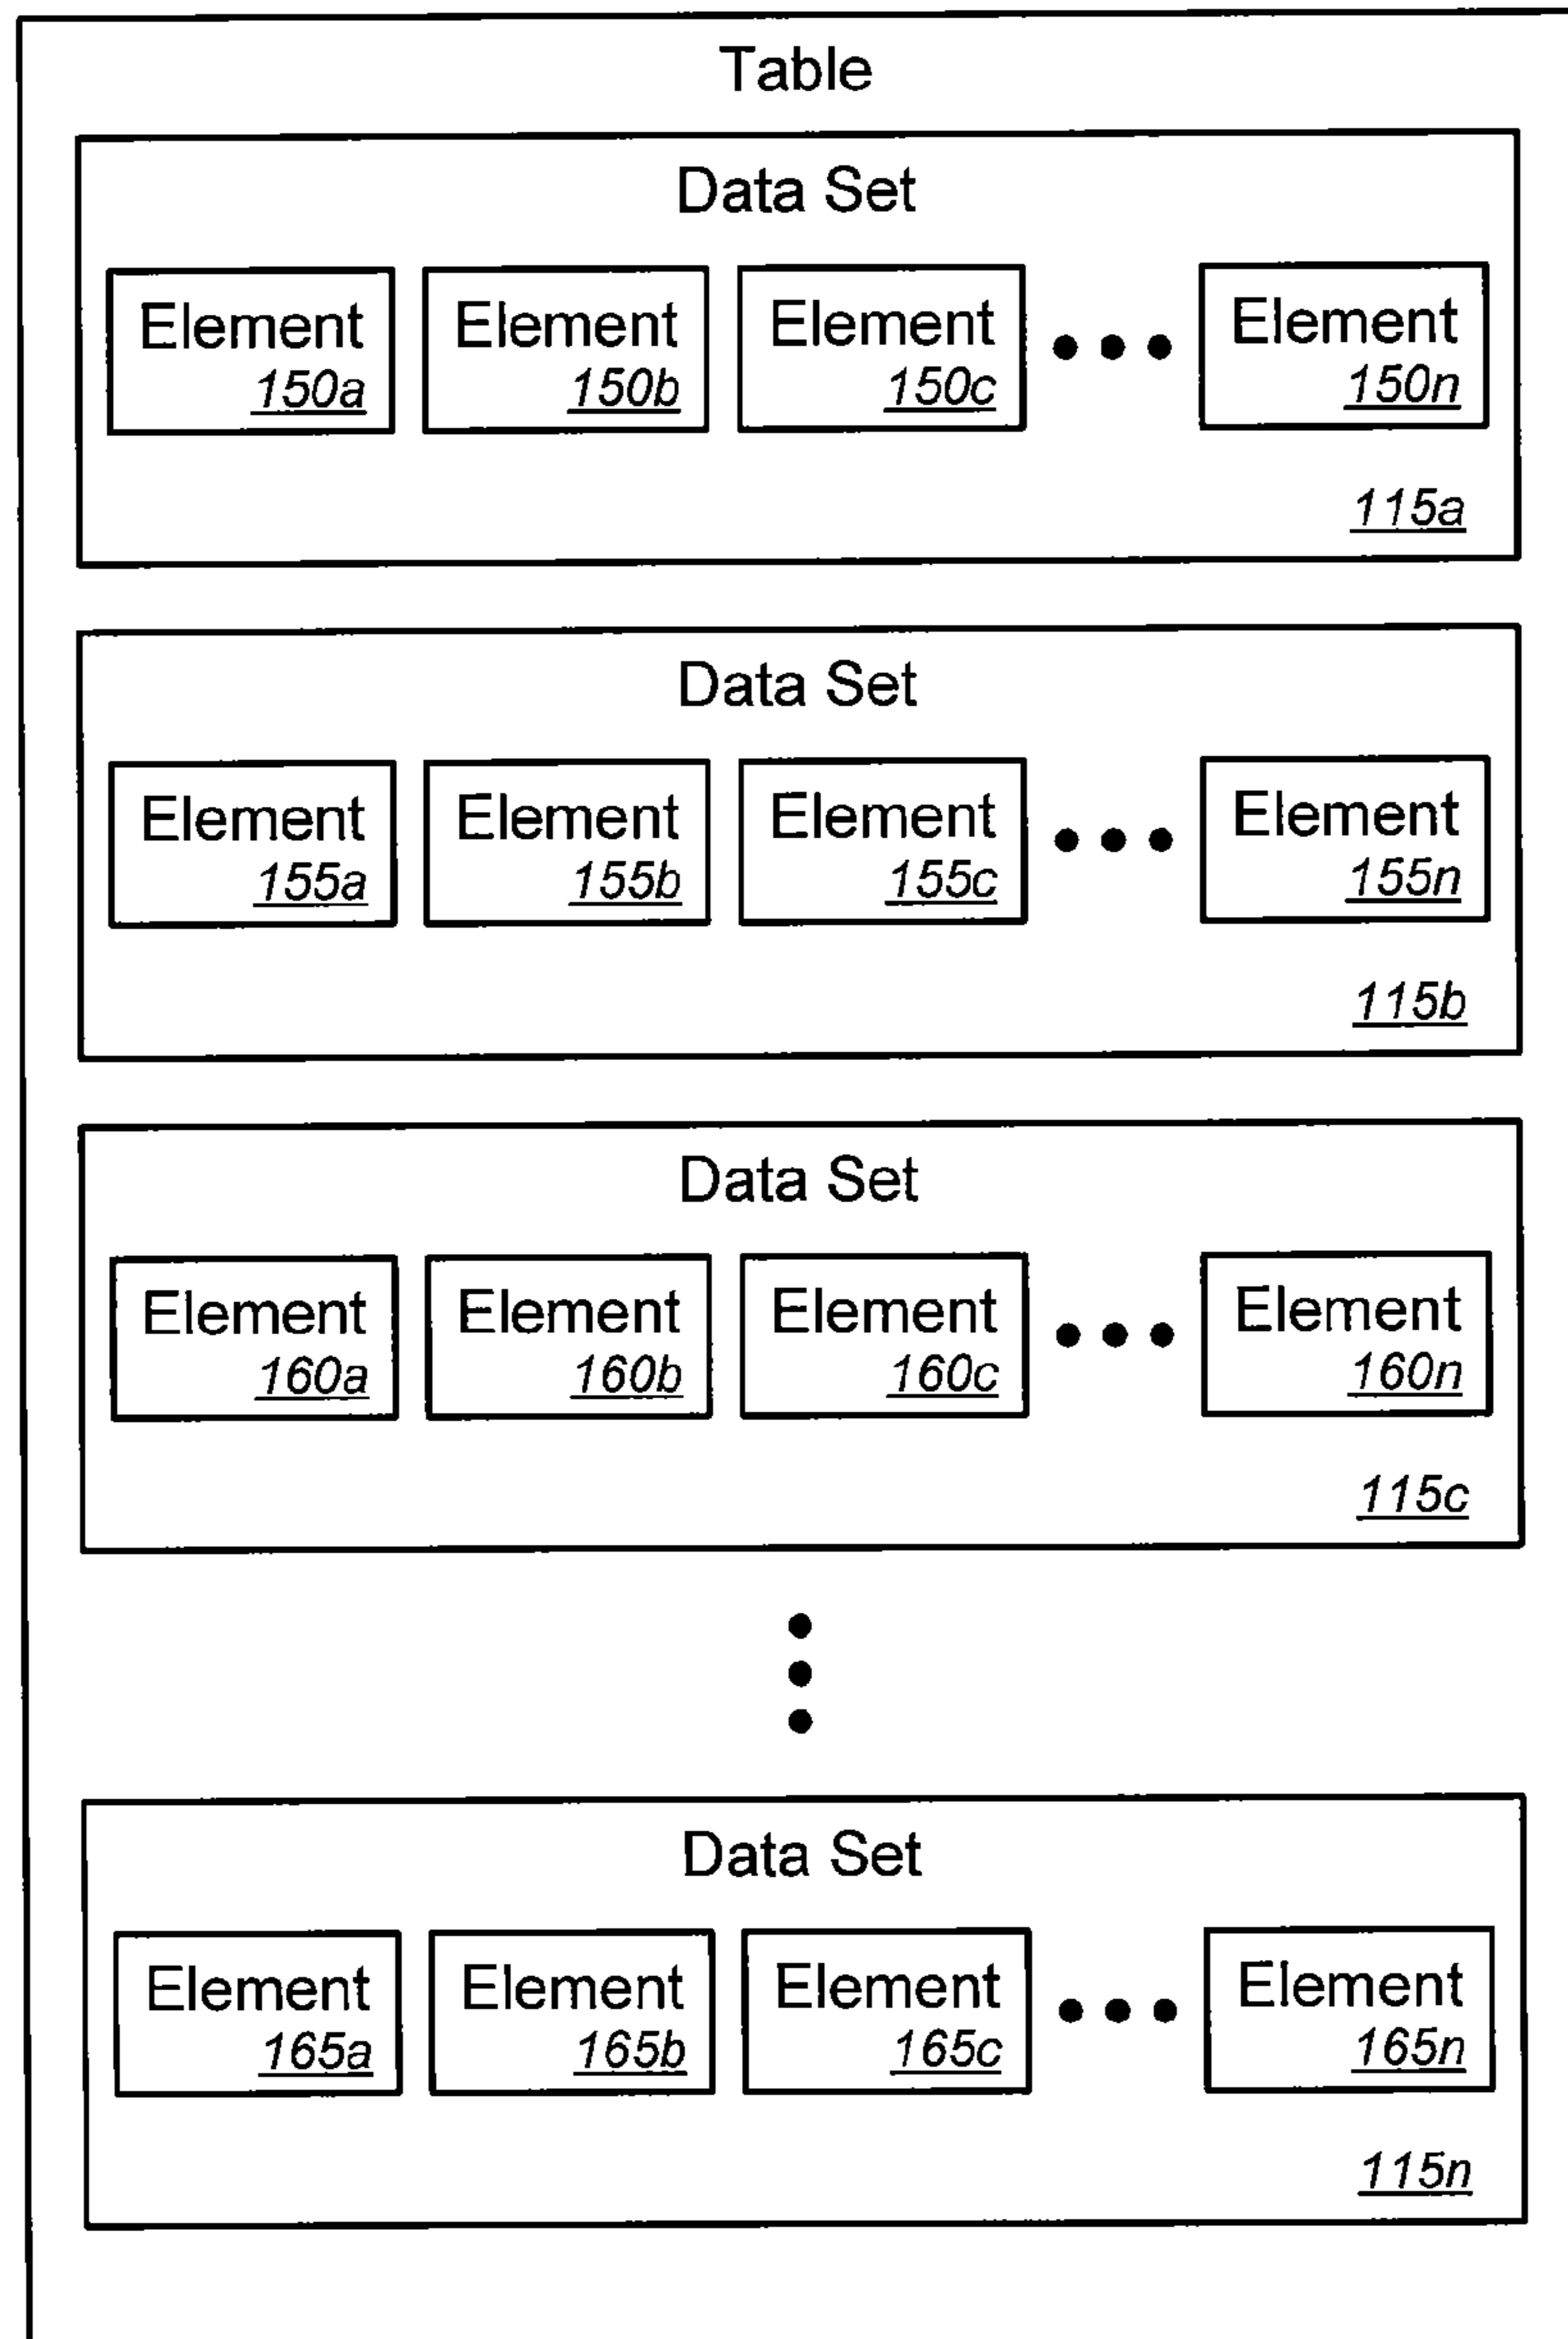 Table
Data Set
Element Element Element Element
150a 150b 150c 150n
115a
Data Set
Element Element Element Element
155a 155b 155c 155n
115b
Data Set
Element Element Element Element
160a 160b 160c 160n
115c
Data Set
Element Element Element Element
165a 165b 165c 165n
115n